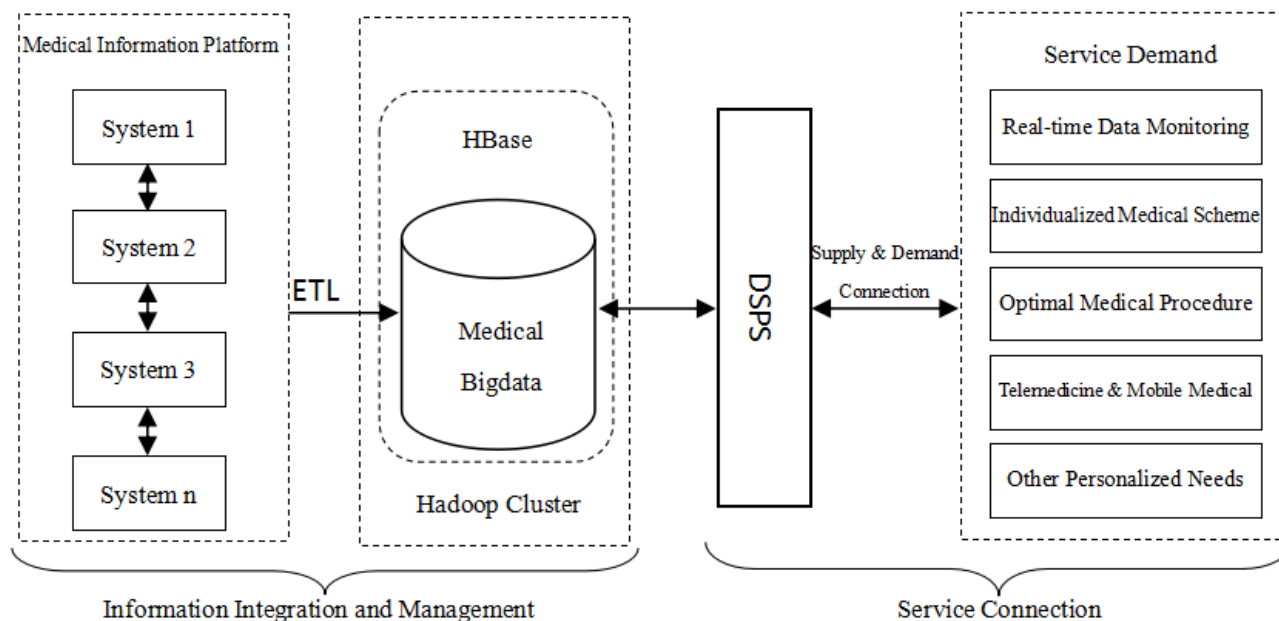 Medical Information Platform
System 1
System 2
System 3
System n
ETL
HBase
Medical
Bigdata
Hadoop Cluster
DSPS
Supply & Demand
Connection
Service Demand
Real-time Data Monitoring
Individualized Medical Scheme
Optimal Medical Procedure
Telemedicine & Mobile Medical
Other Personalized Needs
Information Integration and Management
Service Connection